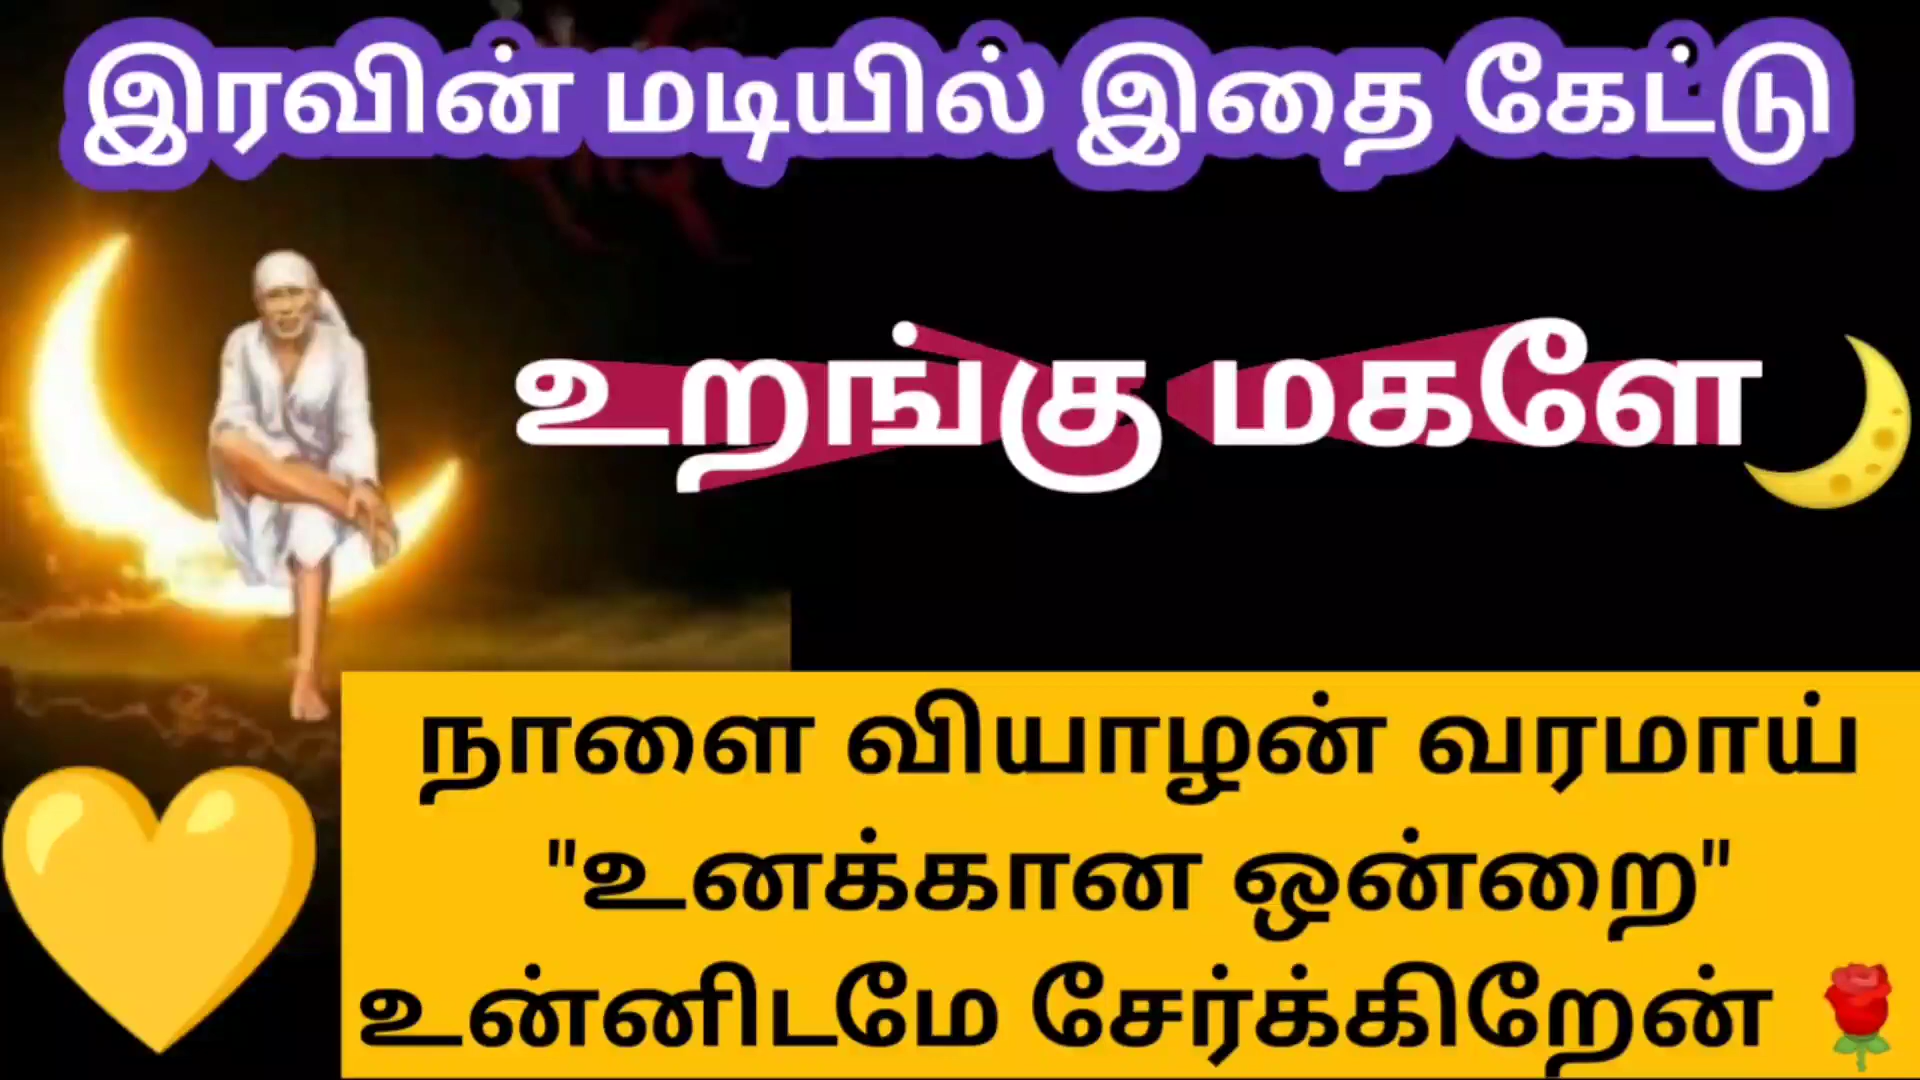 இரவின் மடியில் இதை கேட்டு
உறங்கு மகளே
நாளை வியாழன் வரமாய்
"உனக்கான ஒன்றை"
உன்னிடமே சேர்க்கிறேன்